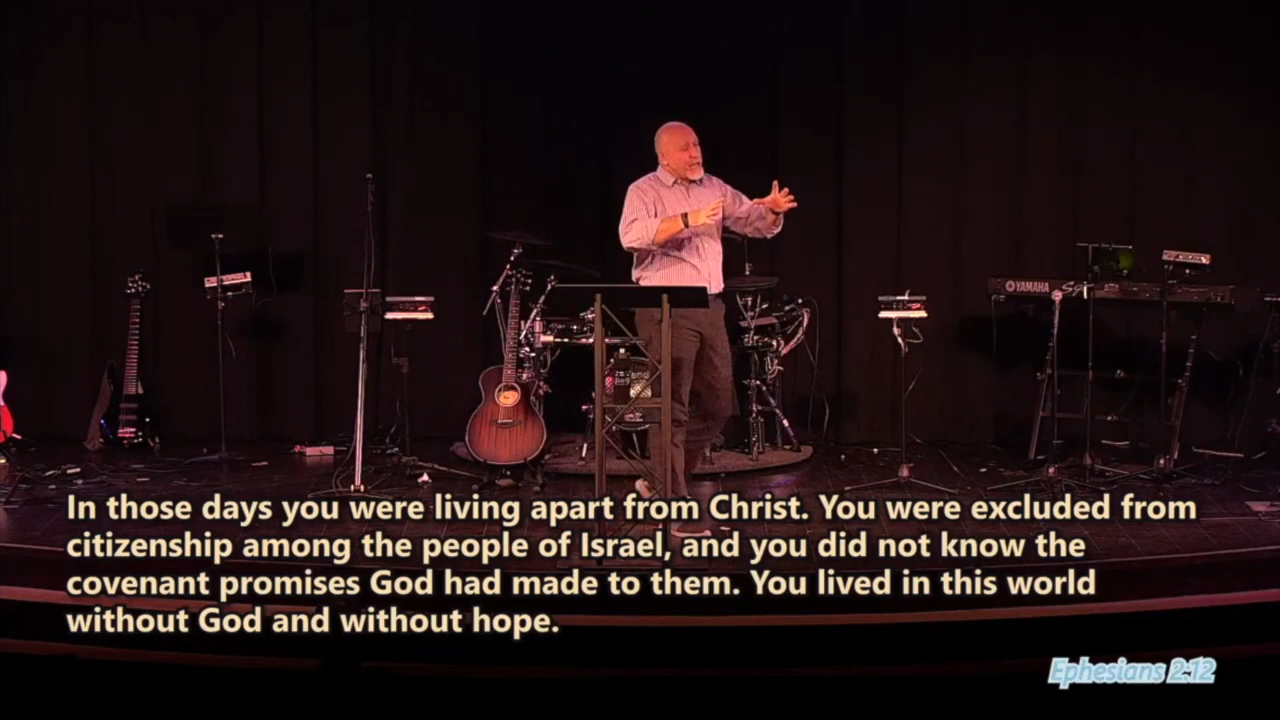 YAMAHA
In those days you were living apart from Christ. You were excluded from
citizenship among the people of Israel, and you did not know the
covenant promises God had made to them. You lived in this world
without God and without hope.
Ephesians 2:12